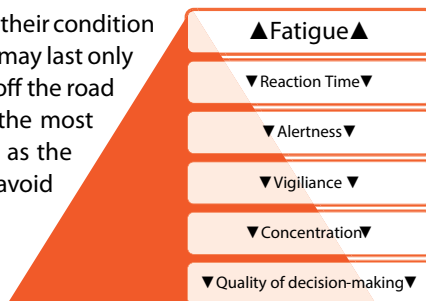 their condition
may last only
off the road
the most
as the
avoid
▲Fatigue▲
▼Reaction Time▼
▼Alertness▼
▼Vigiliance ▼
▼Concentration▼
▼Quality of decision-making▼